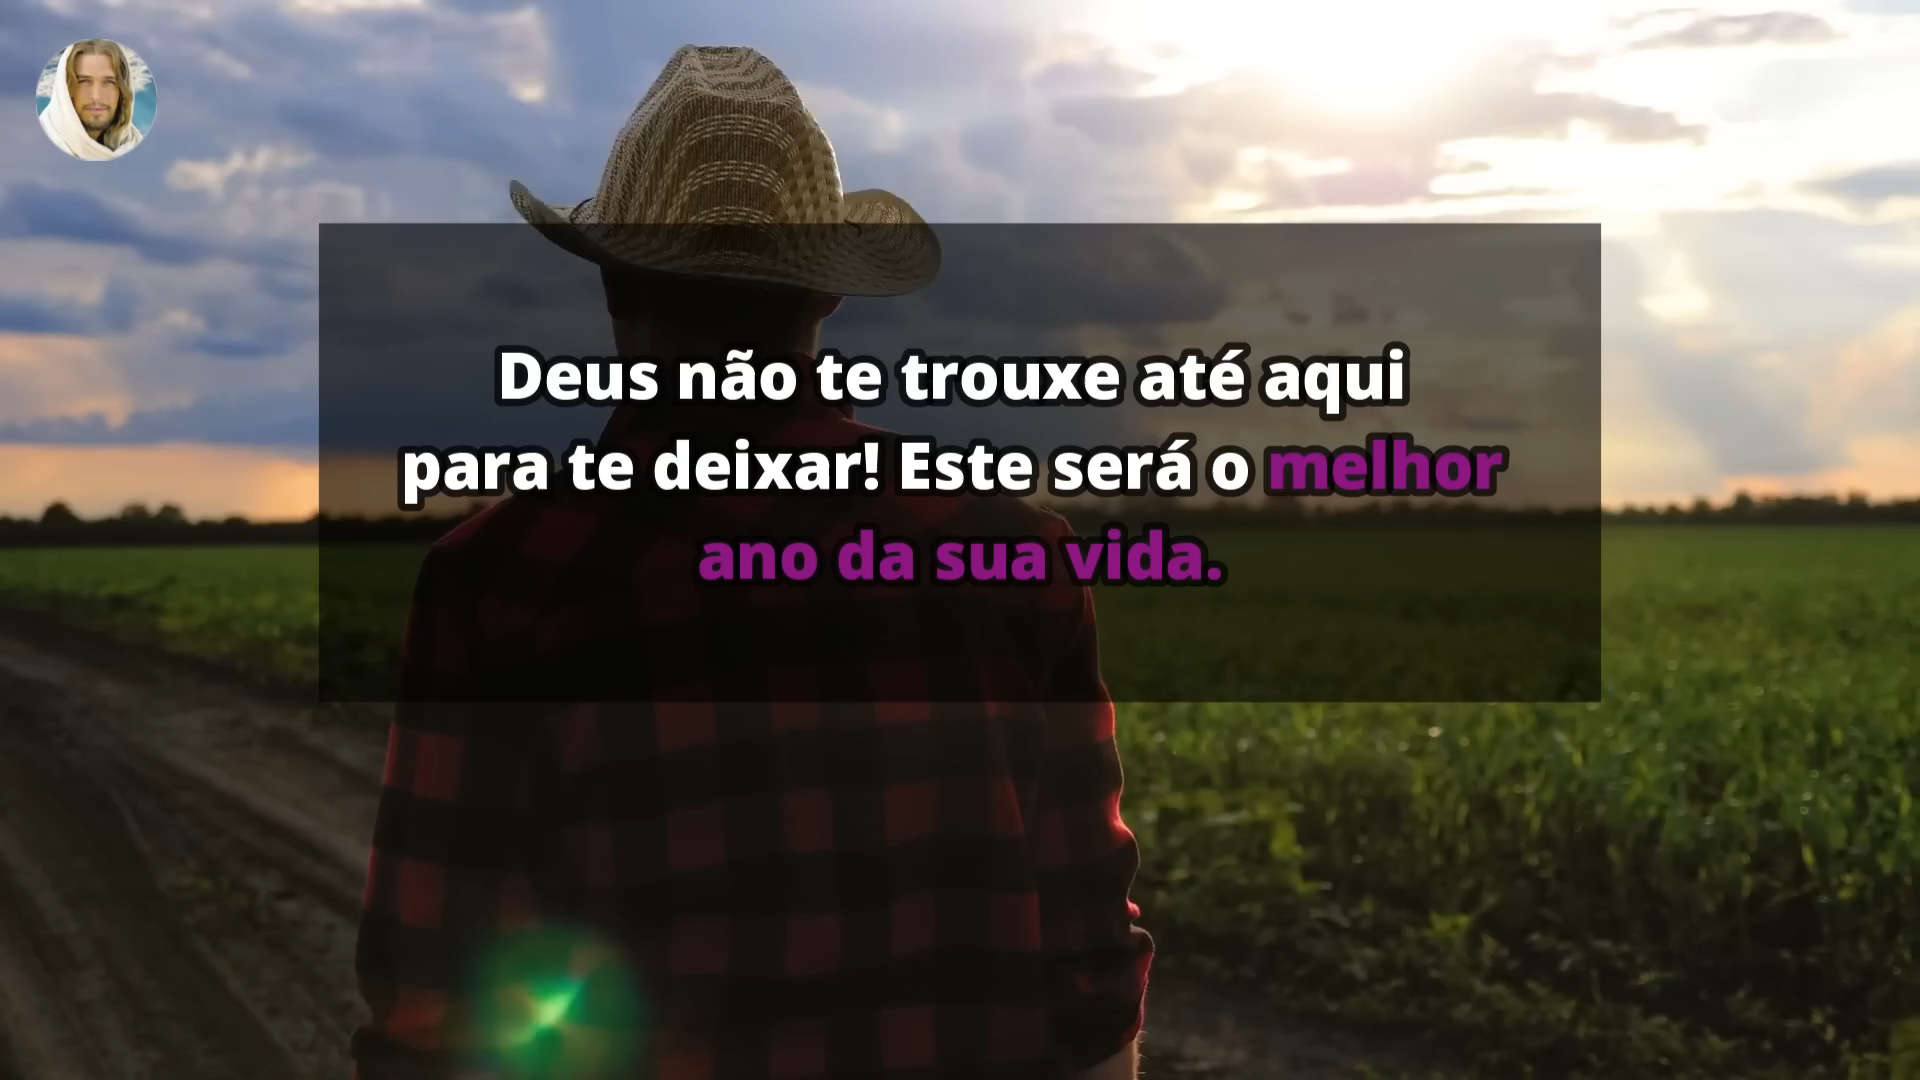 Deus não te trouxe até aqui
para te deixar! Este será o melhor
ano da sua vida.